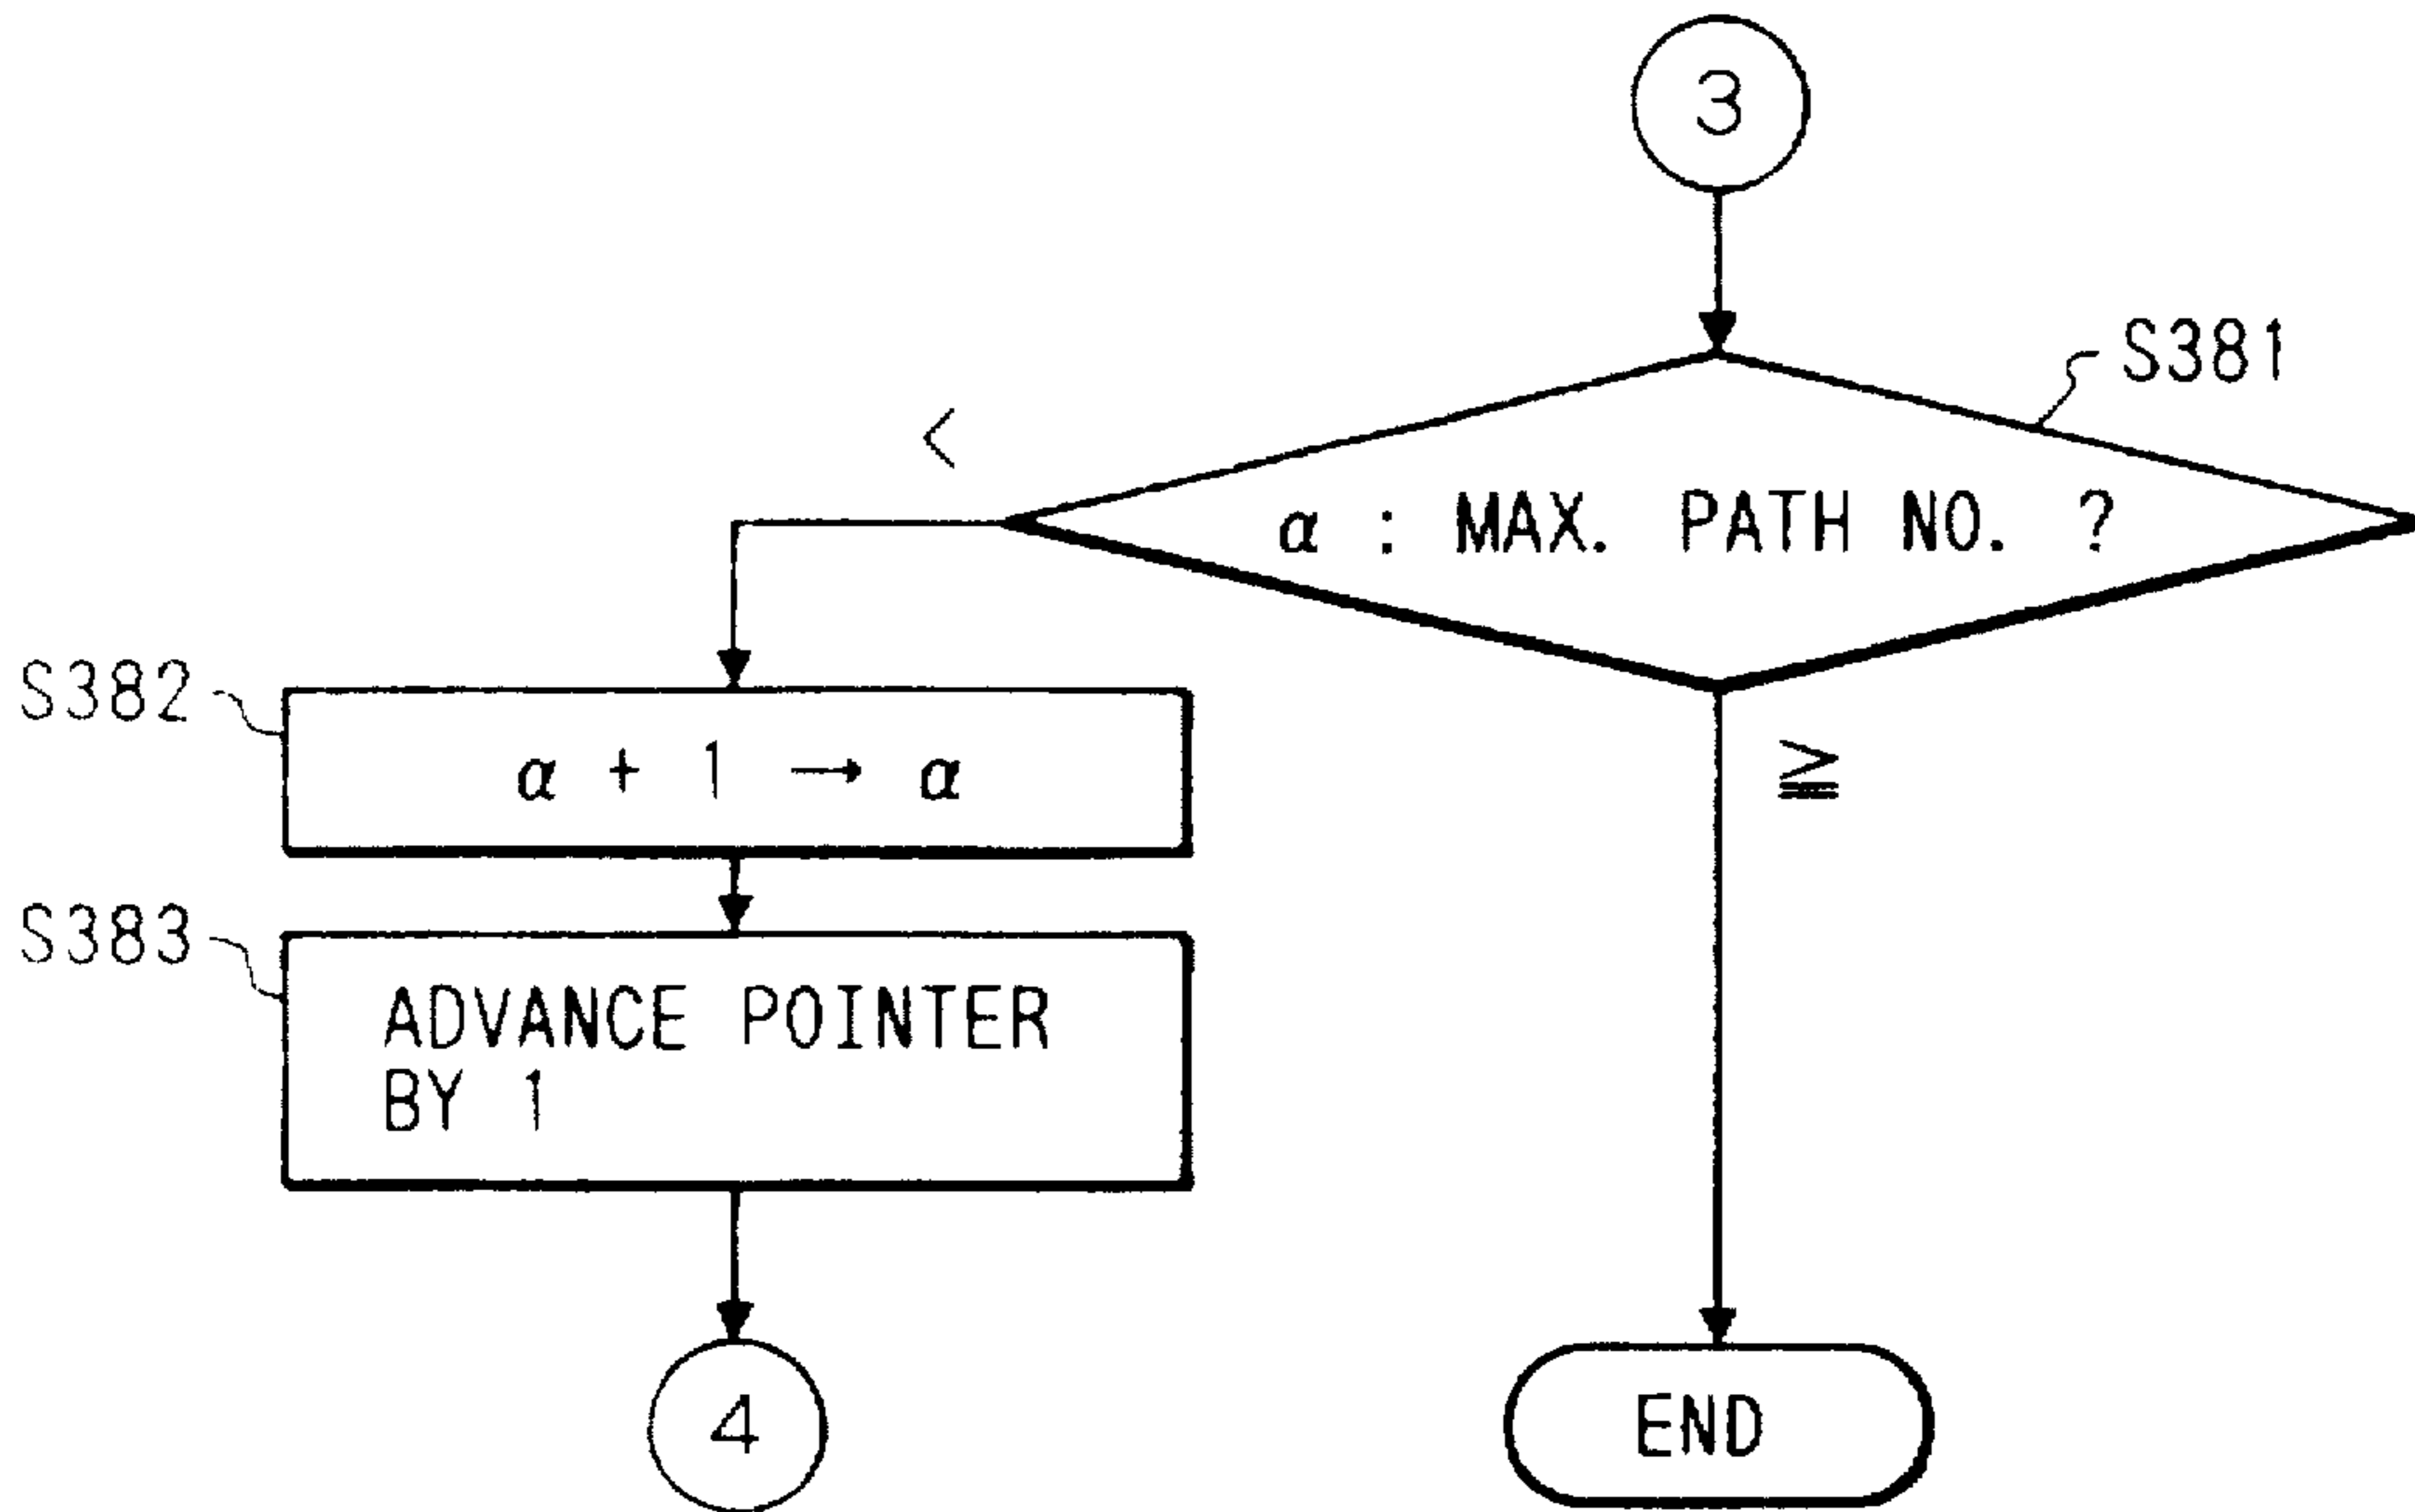 3
S381
<
α : MAX. PATH NO. ?
S382
α + 1 → α
≧
S383
ADVANCE POINTER
BY 1
4
END